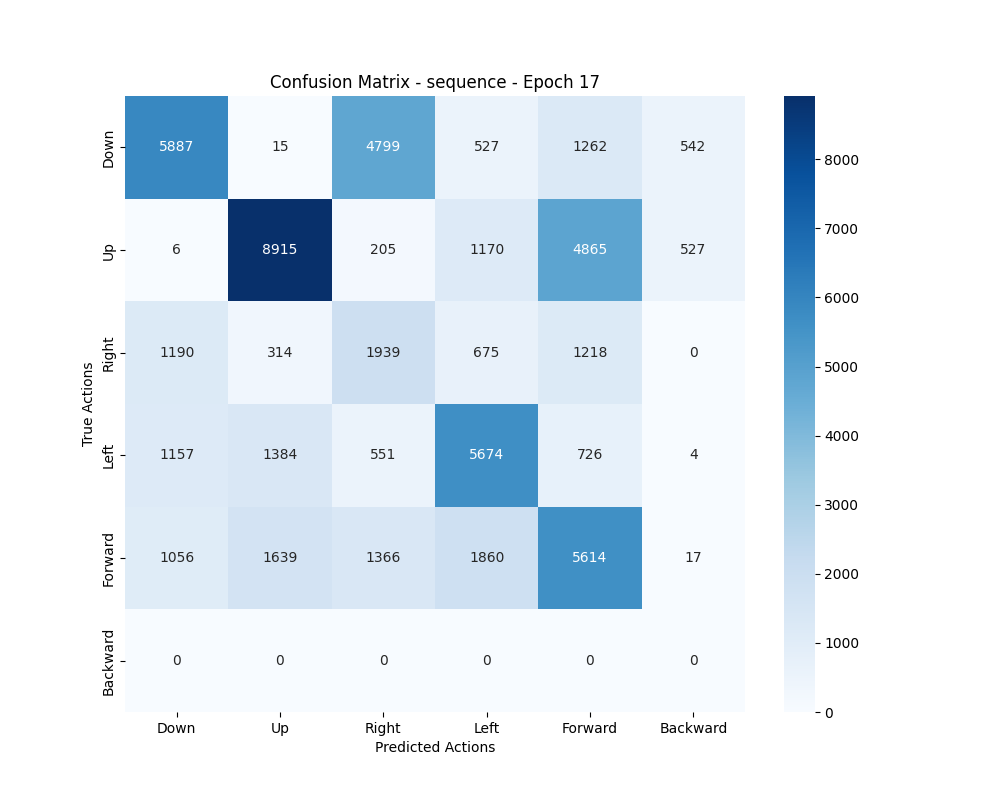 Confusion Matrix - sequence - Epoch 17
True Actions
Down 5887 15 4799 527 1262 542
Up 6 8915 205 1170 4865 527
Right 1190 314 1939 675 1218 0
Left 1157 1384 551 5674 726 4
Forward 1056 1639 1366 1860 5614 17
Backward 0 0 0 0 0 0
Down Up Right Left Forward Backward
Predicted Actions
8000
7000
6000
5000
4000
3000
2000
1000
0